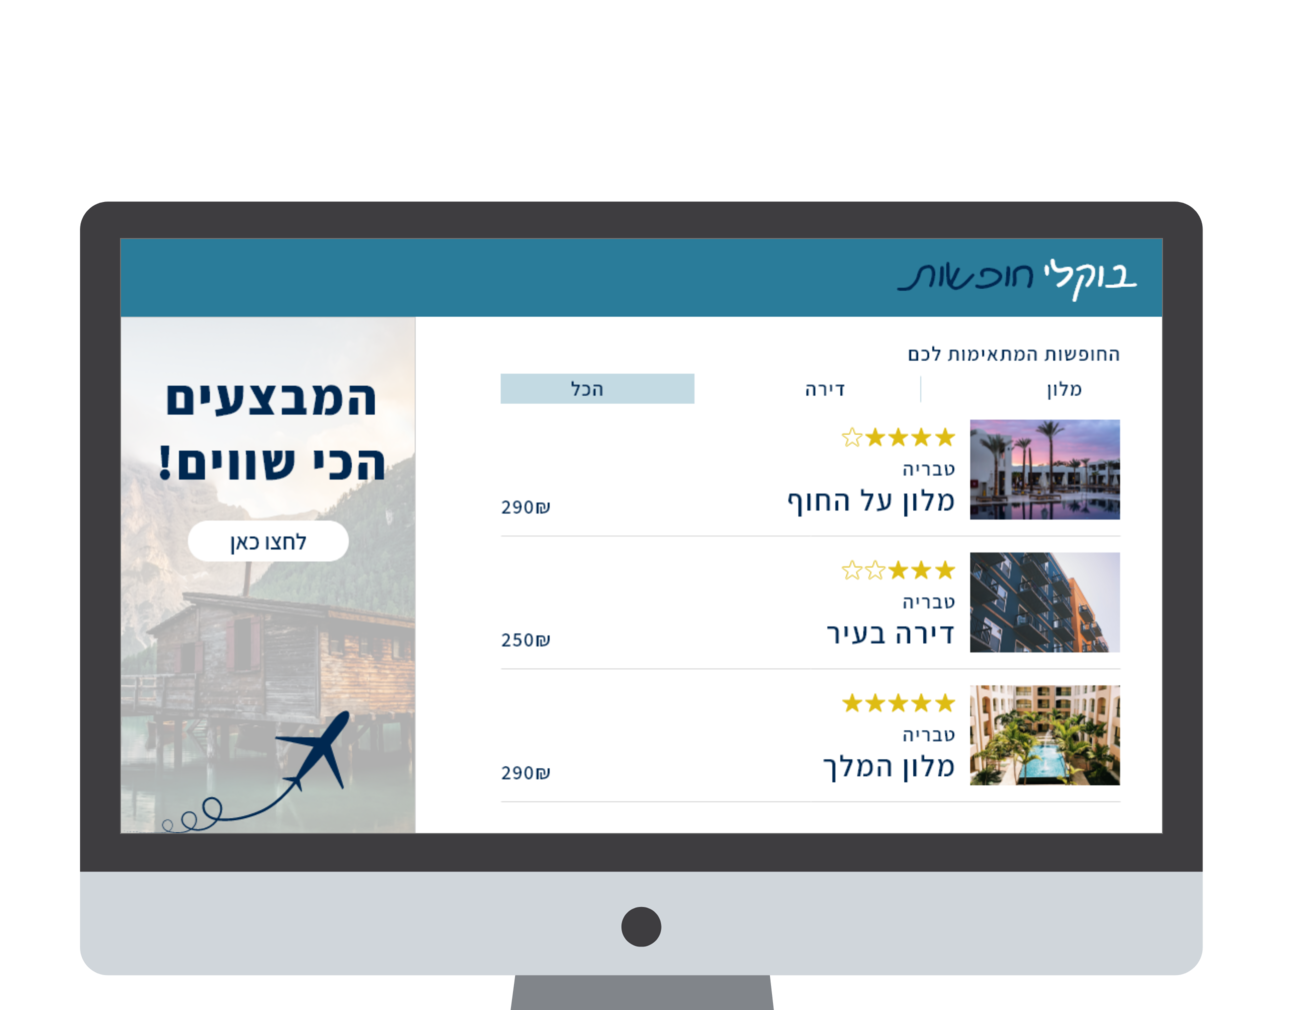 בוקלי חופשות
החופשות המתאימות לכם
מלון דירה הכל
טבריה
מלון על החוף
290₪
טבריה
דירה בעיר
250₪
טבריה
מלון המלך
290₪
המבצעים
הכי שווים!
לחצו כאן